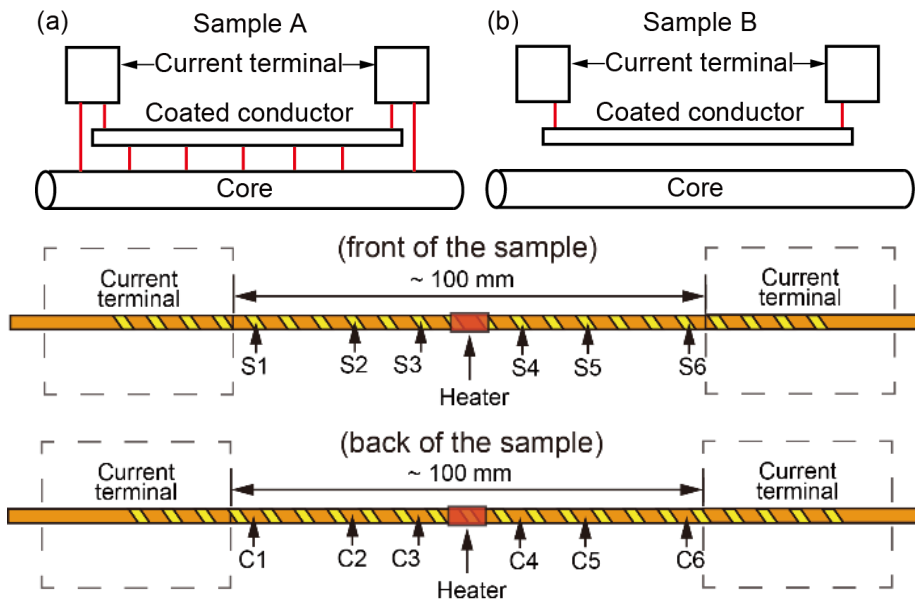 (a)
Sample A
Current terminal
Coated conductor
Core
(b)
Sample B
Current terminal
Coated conductor
Core
(front of the sample)
~ 100 mm
Current
terminal
Current
terminal
S1
S2
S3
S4
S5
S6
Heater
(back of the sample)
~ 100 mm
Current
terminal
Current
terminal
C1
C2
C3
C4
C5
C6
Heater